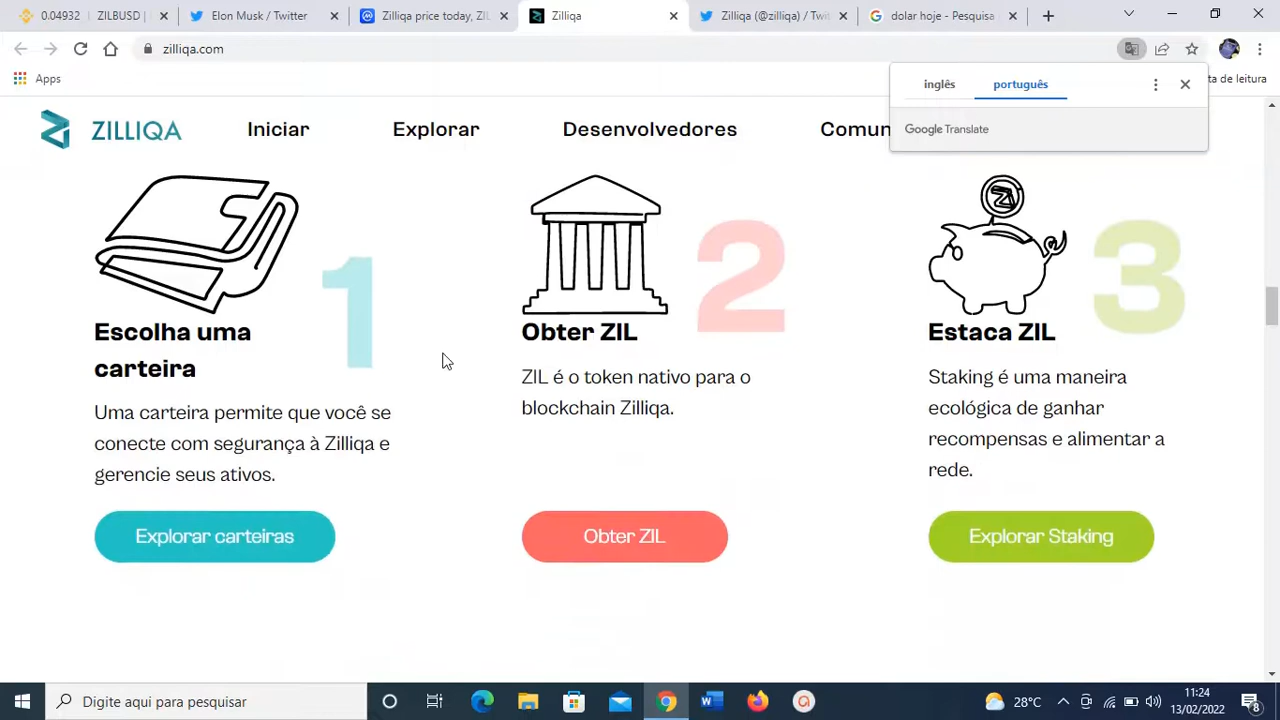 0.04932 | ZILBUSD |
Elon Musk / Twitter
Zilliqa price today, ZIL
Zilliqa
Zilliqa (@zilliqa) / Twit
dolar hoje - Pesquisa
zilliqa.com
Apps
ta de leitura
inglês português
Google Translate
ZILLIQA
Iniciar
Explorar
Desenvolvedores
Comun
1
2
3
Escolha uma
carteira
Uma carteira permite que você se
conecte com segurança à Zilliqa e
gerencie seus ativos.
Explorar carteiras
Obter ZIL
ZIL é o token nativo para o
blockchain Zilliqa.
Obter ZIL
Estaca ZIL
Staking é uma maneira
ecológica de ganhar
recompensas e alimentar a
rede.
Explorar Staking
Digite aqui para pesquisar
28°C
11:24
13/02/2022
8